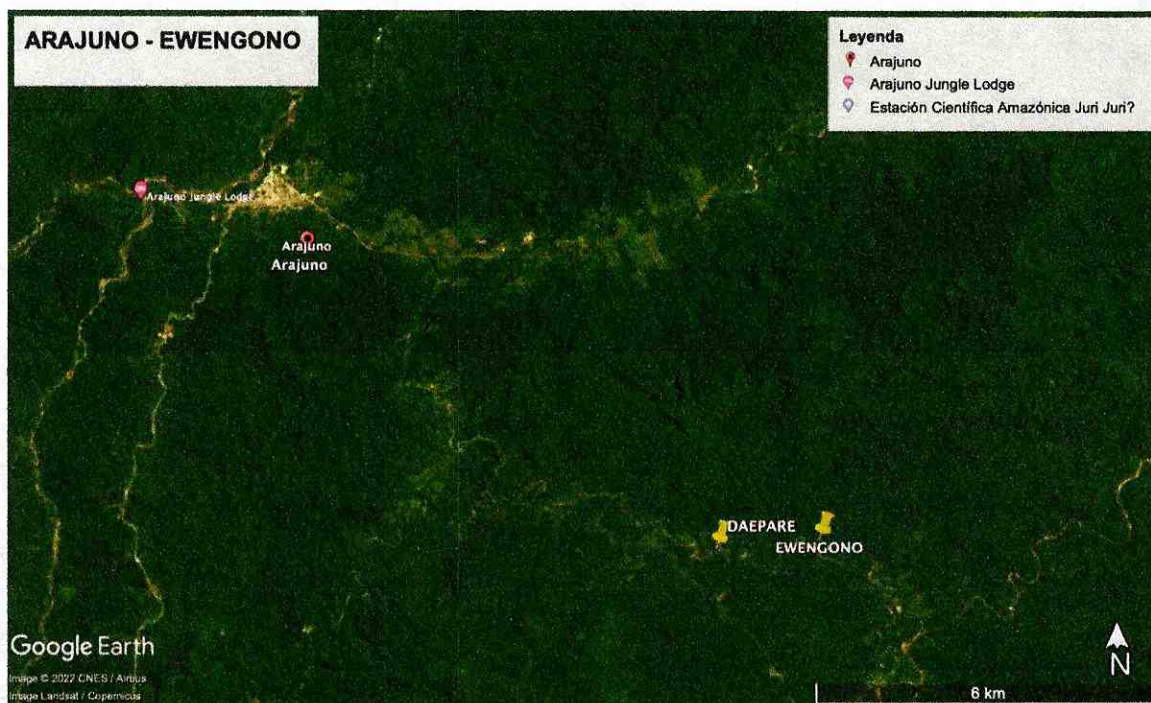 ARAJUNO - EWENGONO
Leyenda
Arajuno
Arajuno Jungle Lodge
Estación Científica Amazónica Juri Juri?
Arajuno Jungle Lodge
Arajuno
Arajuno
DAEPARE
EWENGONO
Google Earth
Image © 2022 CNES / Airbus
Image Landsat / Copernicus
N
6 km